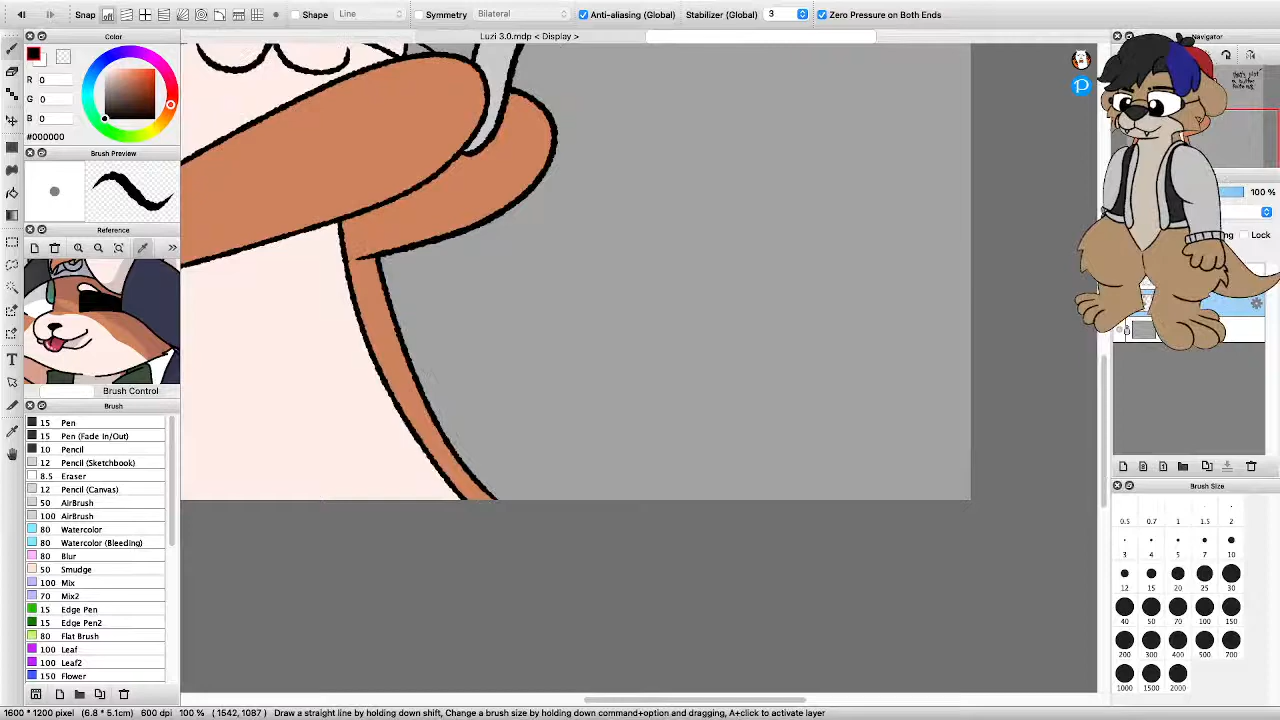 Snap Shape Line Symmetry Bilateral Anti-aliasing (Global) Stabilizer (Global) 3 Zero Pressure on Both Ends
Color
Luzi 3.0.mdp < Display >
Navigator
R 0
G 0
B 0
#000000
Brush Preview
100 %
Reference
Lock
Brush Control
Brush
15 Pen
15 Pen (Fade In/Out)
10 Pencil
12 Pencil (Sketchbook)
8.5 Eraser
12 Pencil (Canvas)
50 AirBrush
100 AirBrush
80 Watercolor
80 Watercolor (Bleeding)
80 Blur
50 Smudge
100 Mix
70 Mix2
15 Edge Pen
15 Edge Pen2
80 Flat Brush
100 Leaf
100 Leaf2
150 Flower
Brush Size
0.5 0.7 1 1.5 2
3 4 5 7 10
12 15 20 25 30
40 50 70 100 150
200 300 400 500 700
1000 1500 2000
1600 * 1200 pixel (6.8 * 5.1cm) 600 dpi 100 % ( 1542, 1087 ) Draw a straight line by holding down shift, Change a brush size by holding down command+option and dragging, A+click to activate layer